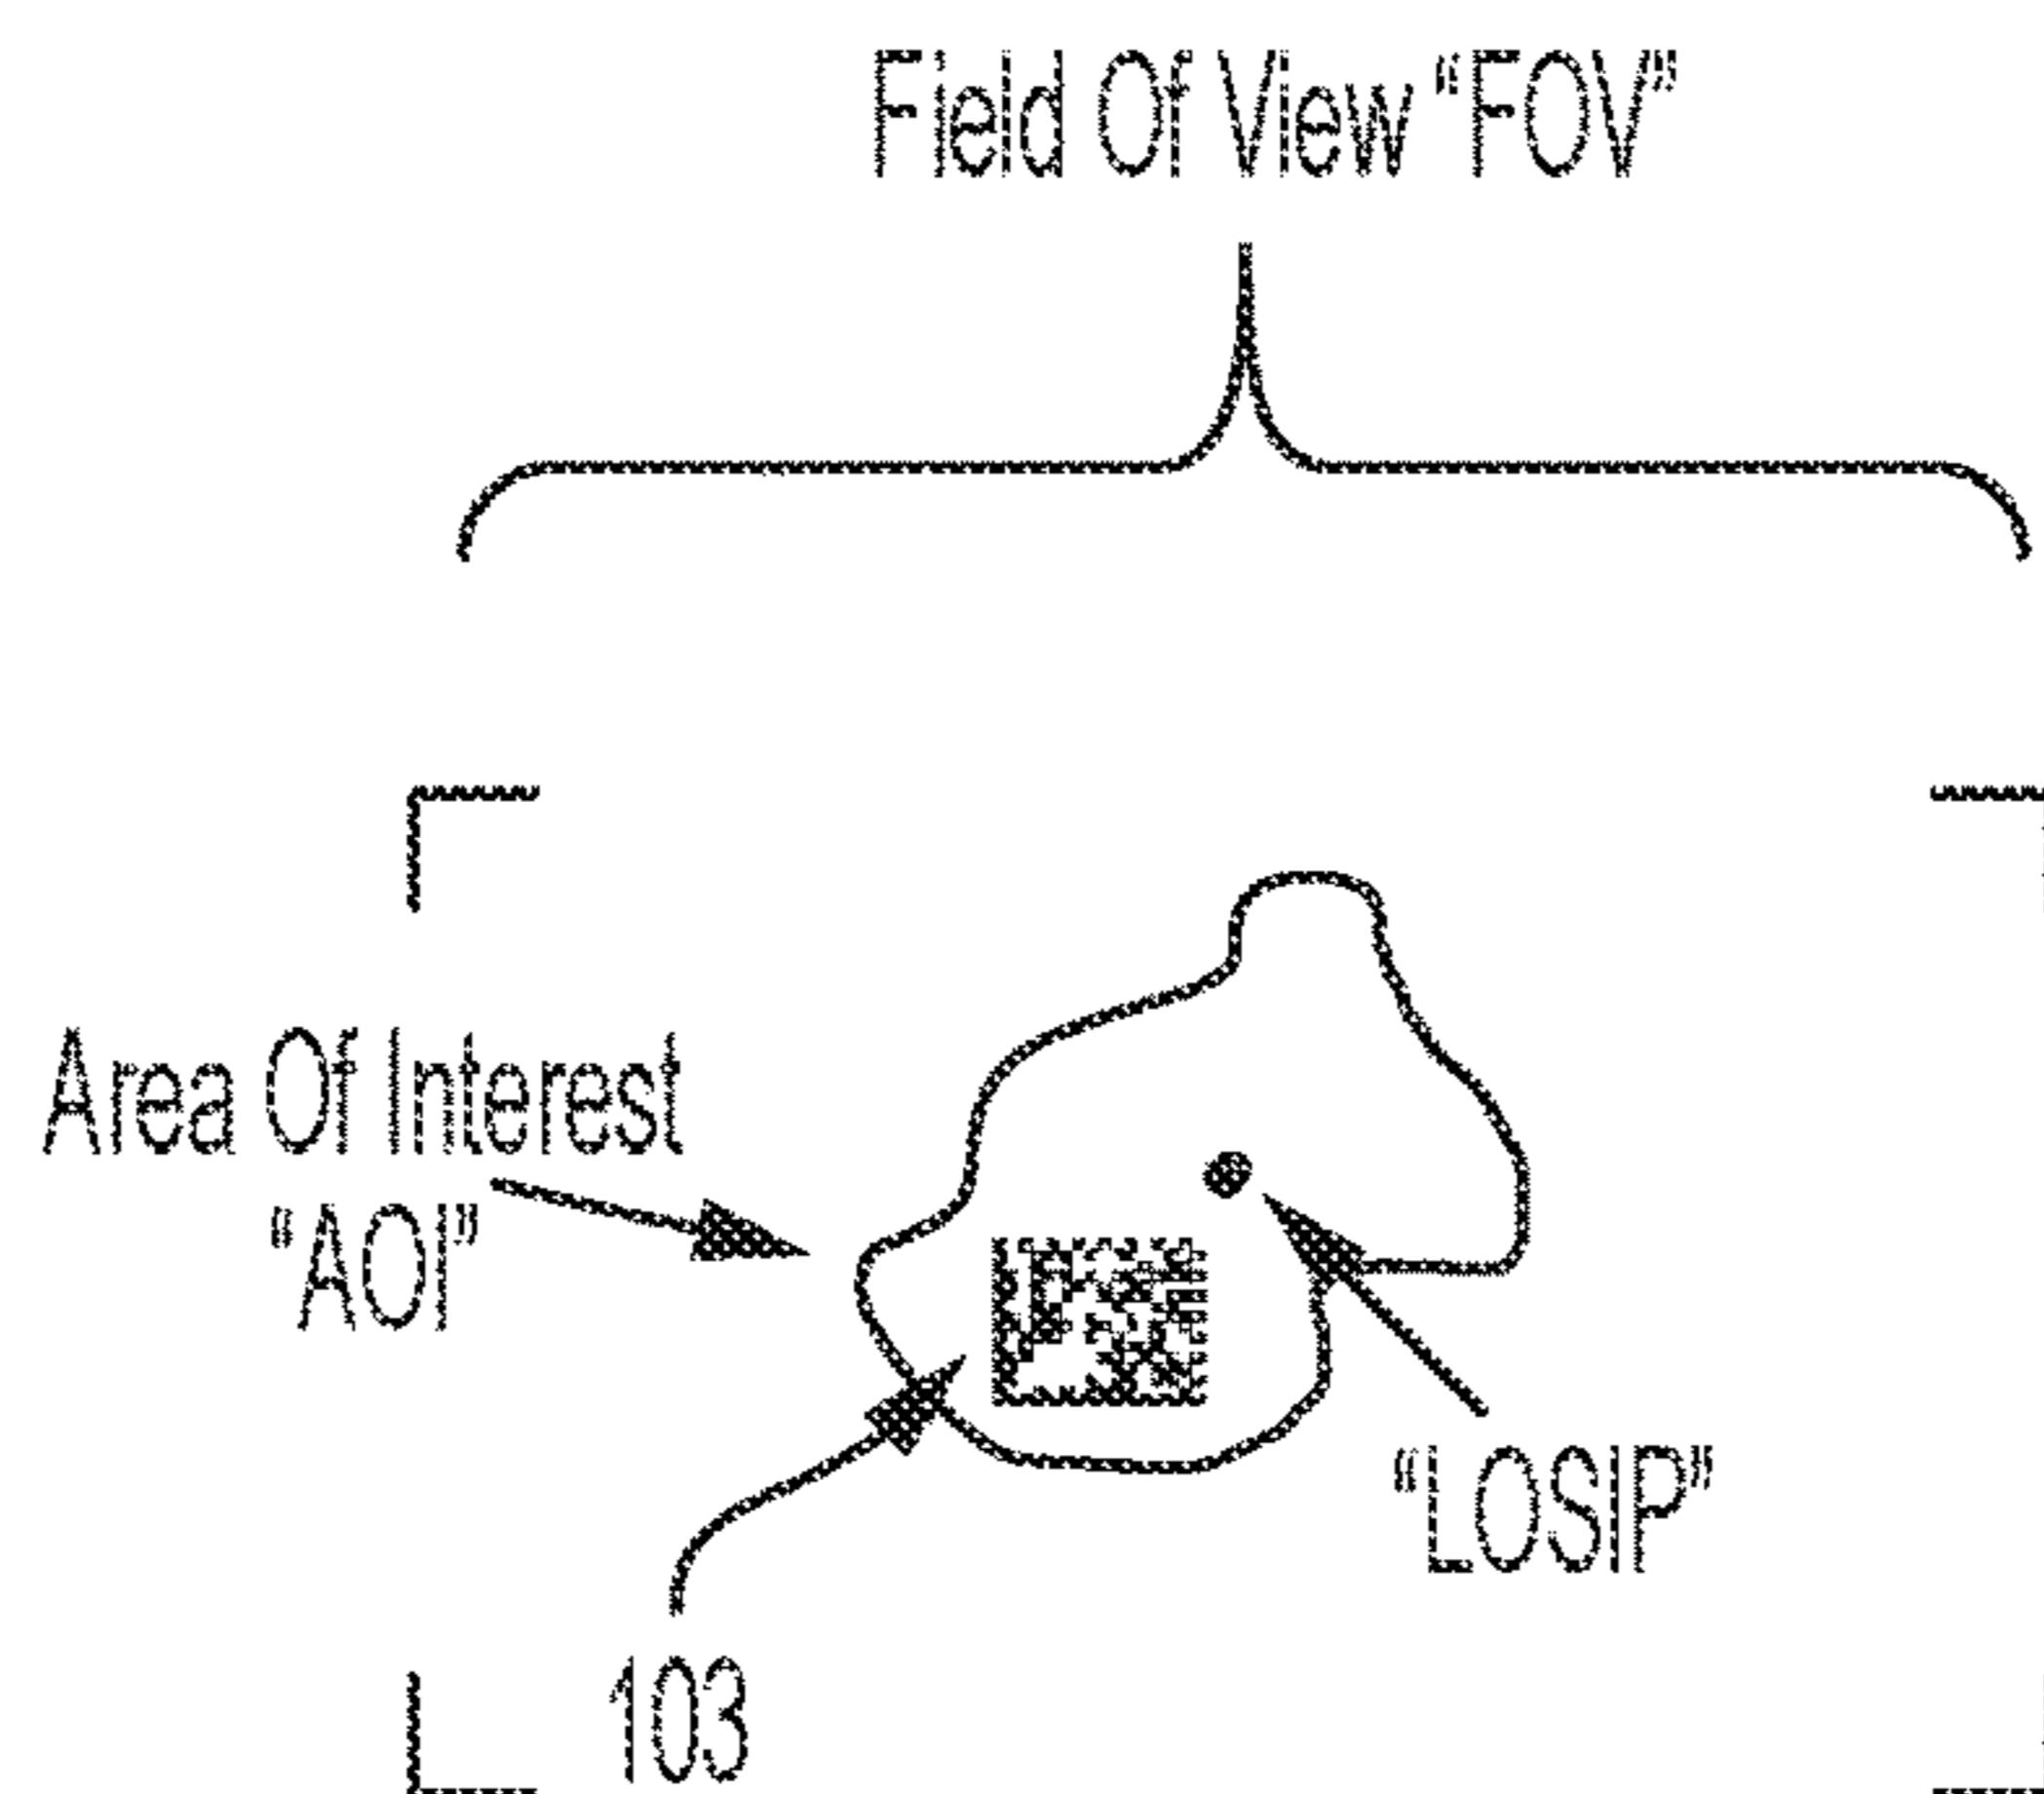 Field Of View “FOV”
Area Of Interest
“AOI”
“LOSIP”
103